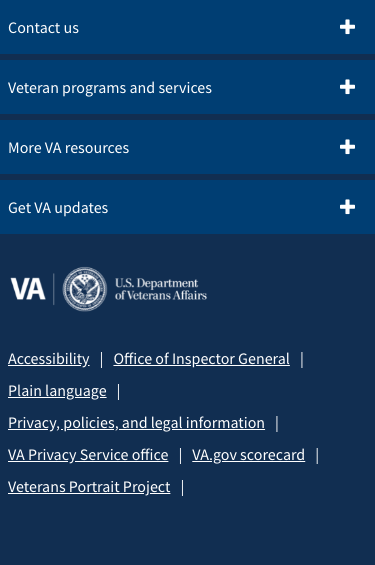 Contact us
Veteran programs and services
More VA resources
Get VA updates
VA | U.S. Department
of Veterans Affairs
Accessibility | Office of Inspector General |
Plain language |
Privacy, policies, and legal information |
VA Privacy Service office | VA.gov scorecard |
Veterans Portrait Project |